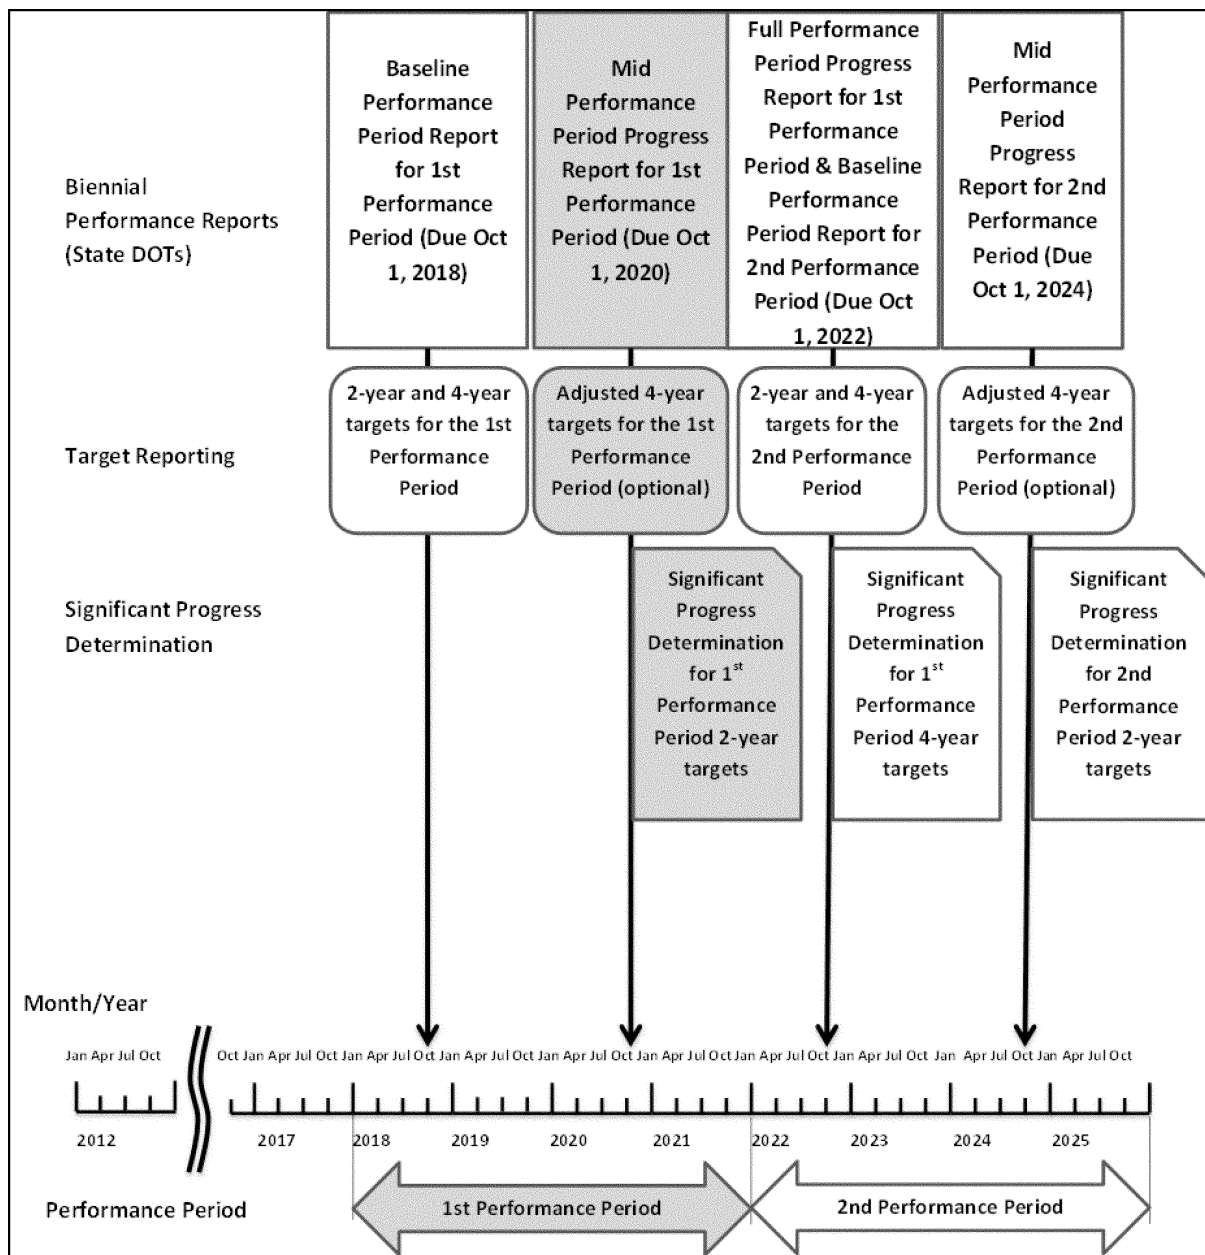 Biennial
Performance Reports
(State DOTs)
Baseline
Performance
Period Report
for 1st
Performance
Period (Due Oct
1, 2018)
Mid
Performance
Period Progress
Report for 1st
Performance
Period (Due Oct
1, 2020)
Full Performance
Period Progress
Report for 1st
Performance
Period & Baseline
Performance
Period Report for
2nd Performance
Period (Due Oct
1, 2022)
Mid
Performance
Period
Progress
Report for 2nd
Performance
Period (Due
Oct 1, 2024)
Target Reporting
2-year and 4-year
targets for the 1st
Performance
Period
Adjusted 4-year
targets for the 1st
Performance
Period (optional)
2-year and 4-year
targets for the
2nd Performance
Period
Adjusted 4-year
targets for the 2nd
Performance
Period (optional)
Significant Progress
Determination
Significant
Progress
Determination
for 1st
Performance
Period 2-year
targets
Significant
Progress
Determination
for 1st
Performance
Period 4-year
targets
Significant
Progress
Determination
for 2nd
Performance
Period 2-year
targets
Month/Year
Jan Apr Jul Oct Oct Jan Apr Jul Oct Jan Apr Jul Oct Jan Apr Jul Oct Jan Apr Jul Oct Jan Apr Jul Oct Jan Apr Jul Oct Jan Apr Jul Oct Jan Apr Jul Oct Jan Apr Jul Oct
2012 2017 2018 2019 2020 2021 2022 2023 2024 2025
Performance Period
1st Performance Period
2nd Performance Period